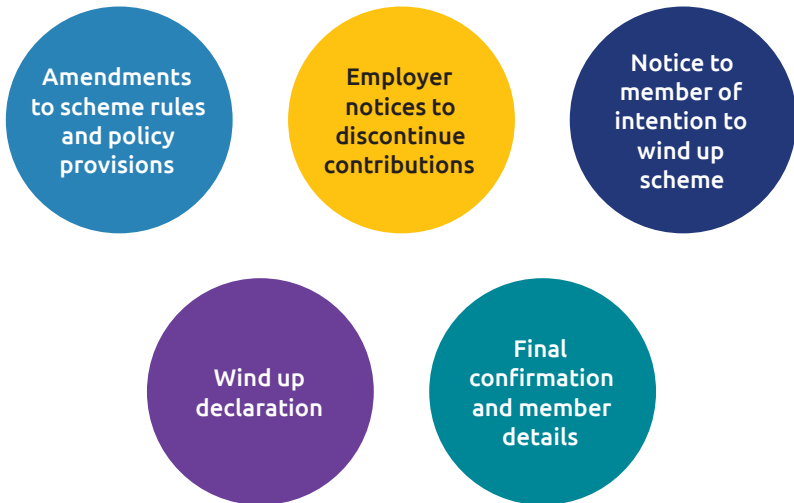 Amendments
to scheme rules
and policy
provisions
Employer
notices to
discontinue
contributions
Notice to
member of
intention to
wind up
scheme
Wind up
declaration
Final
confirmation
and member
details